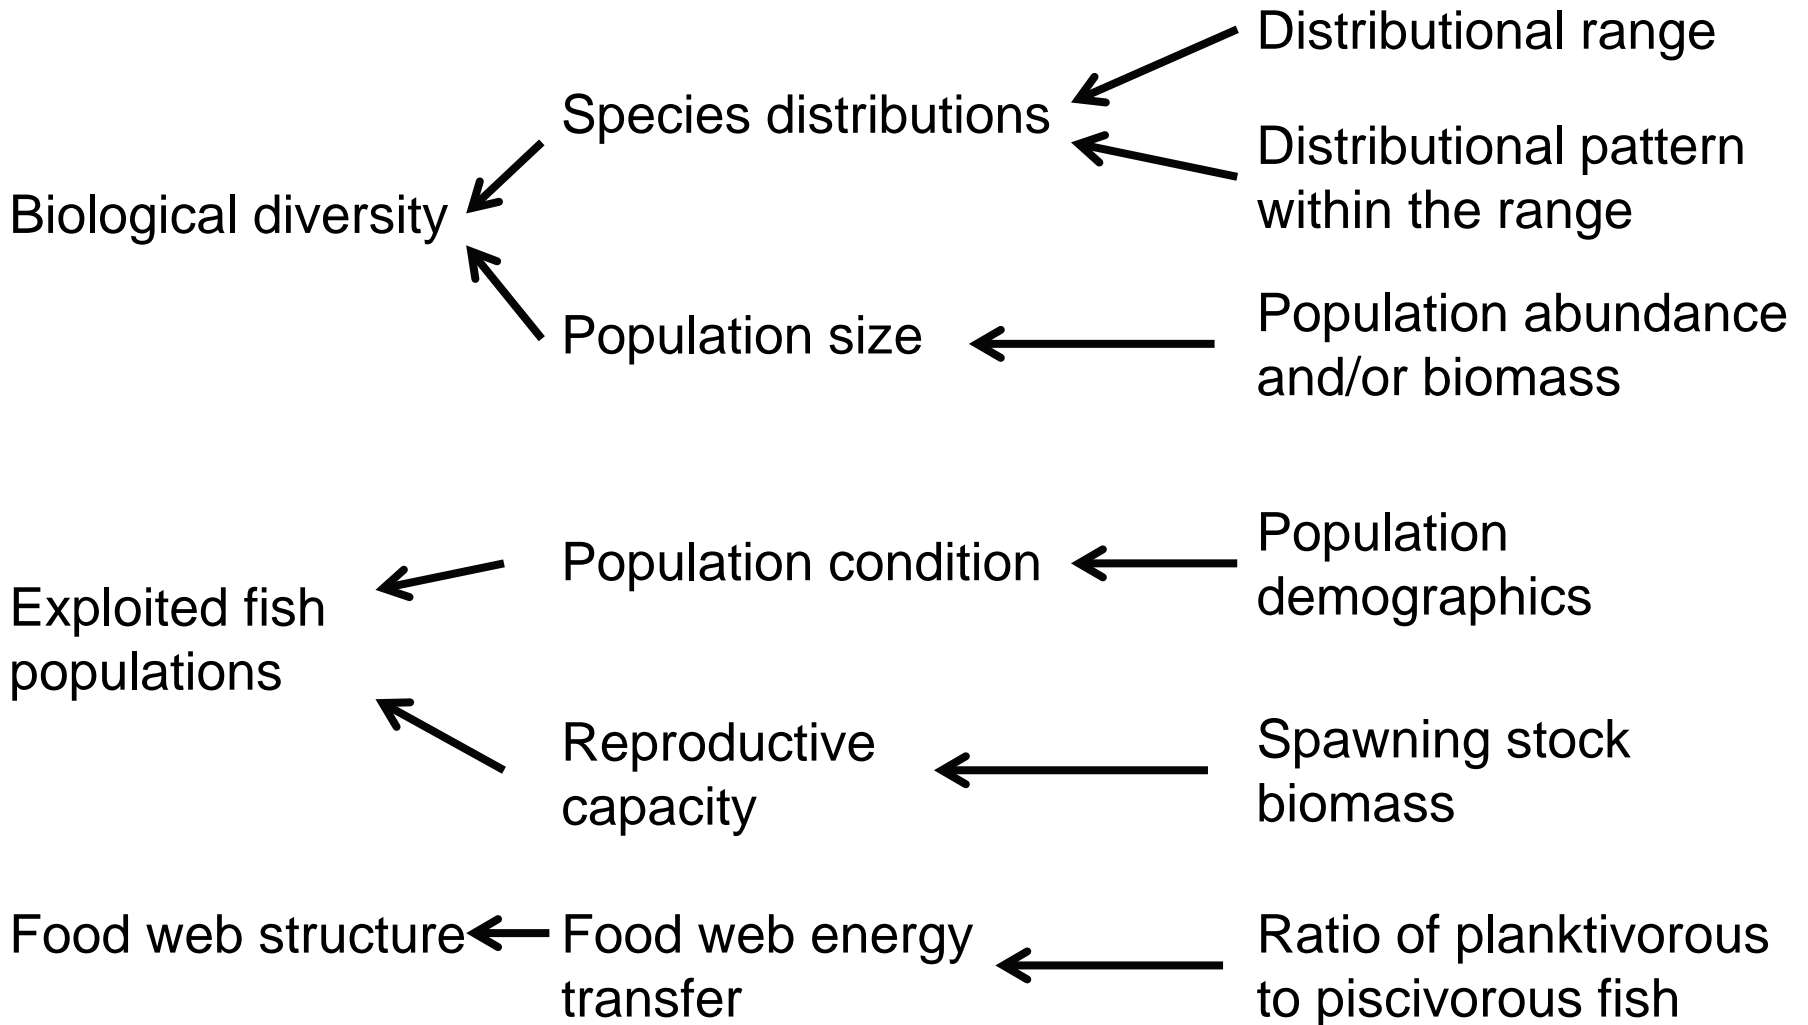 Biological diversity
Species distributions
Distributional range
Distributional pattern
within the range
Population size
Population abundance
and/or biomass
Exploited fish
populations
Population condition
Population
demographics
Reproductive
capacity
Spawning stock
biomass
Food web structure
Food web energy
transfer
Ratio of planktivorous
to piscivorous fish